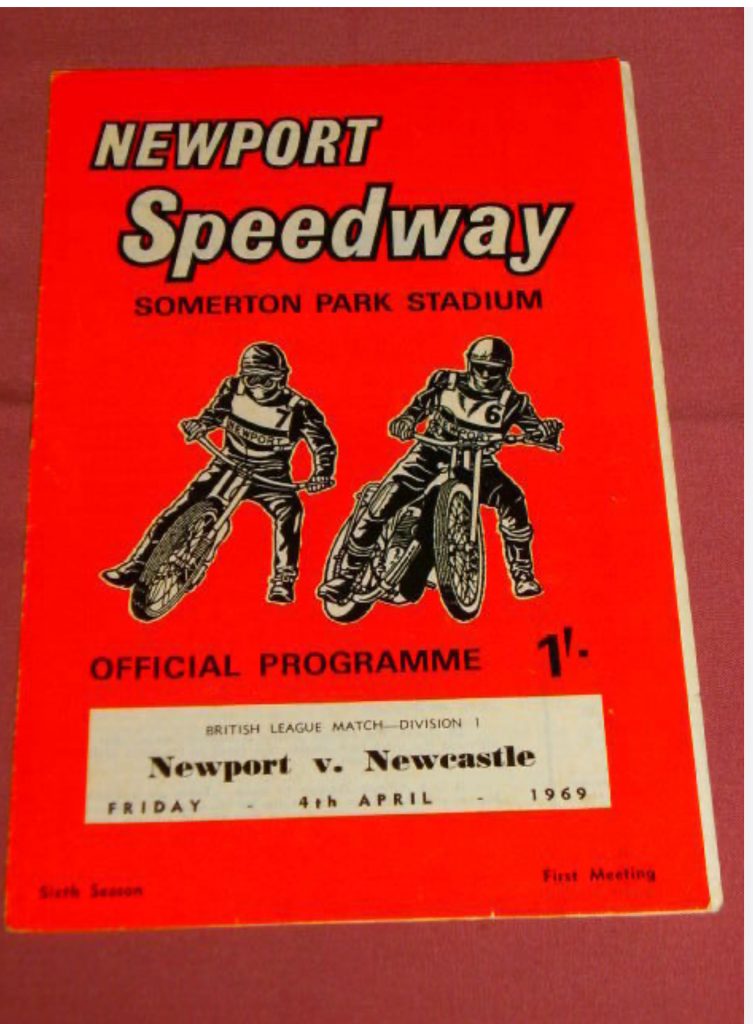 NEWPORT
Speedway
SOMERTON PARK STADIUM
7
NEWPORT
6
NEWPORT
OFFICIAL PROGRAMME 1/-
BRITISH LEAGUE MATCH—DIVISION 1
Newport v. Newcastle
FRIDAY - 4th APRIL - 1969
Sixth Season
First Meeting